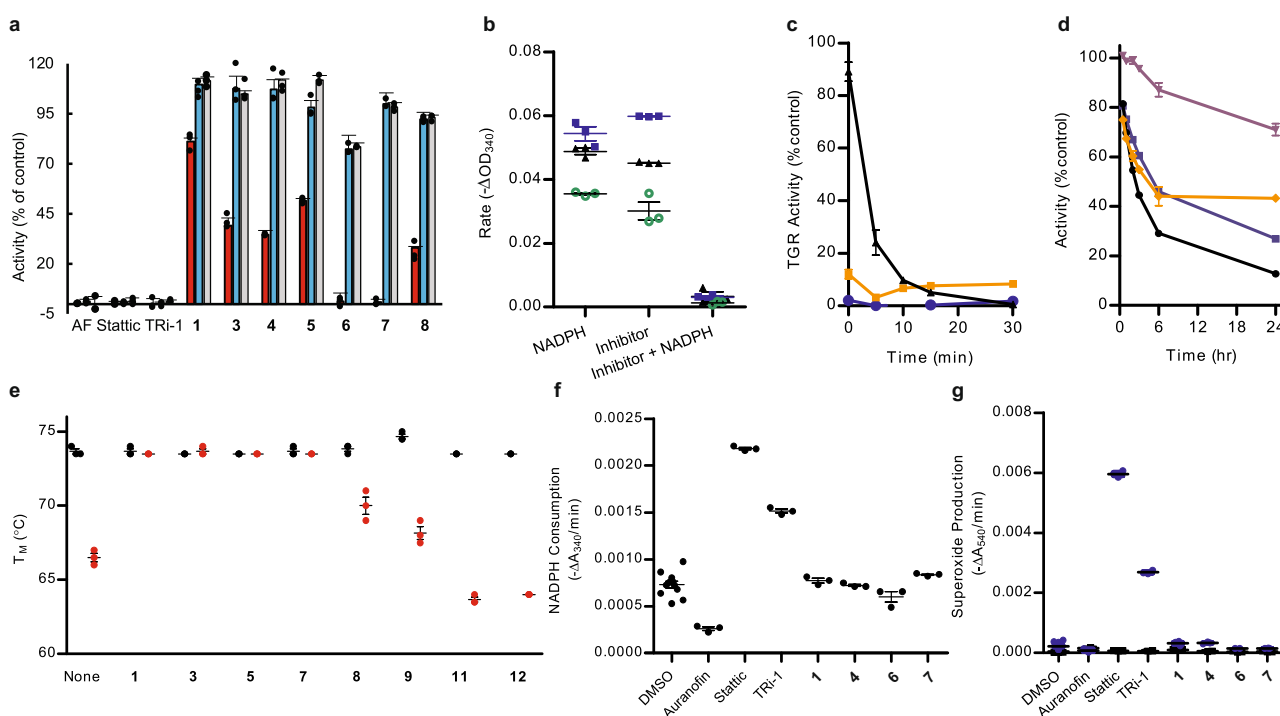 a
Activity (% of control)
120
95
70
45
20
-5
AF Stattic TRi-1 1 3 4 5 6 7 8
b
Rate (-ΔOD340)
0.08
0.06
0.04
0.02
0.00
NADPH
Inhibitor
Inhibitor + NADPH
c
TGR Activity (% control)
100
80
60
40
20
0
0 10 20 30
Time (min)
d
Activity (% control)
100
80
60
40
20
0
0 6 12 18 24
Time (hr)
e
TM (°C)
75
70
65
60
None 1 3 5 7 8 9 11 12
f
NADPH Consumption
(-ΔA340/min)
0.0025
0.0020
0.0015
0.0010
0.0005
0.0000
DMSO
Auranofin
Stattic
TRi-1
1
4
6
7
g
Superoxide Production
(-ΔA540/min)
0.008
0.006
0.004
0.002
0.000
DMSO
Auranofin
Stattic
TRi-1
1
4
6
7